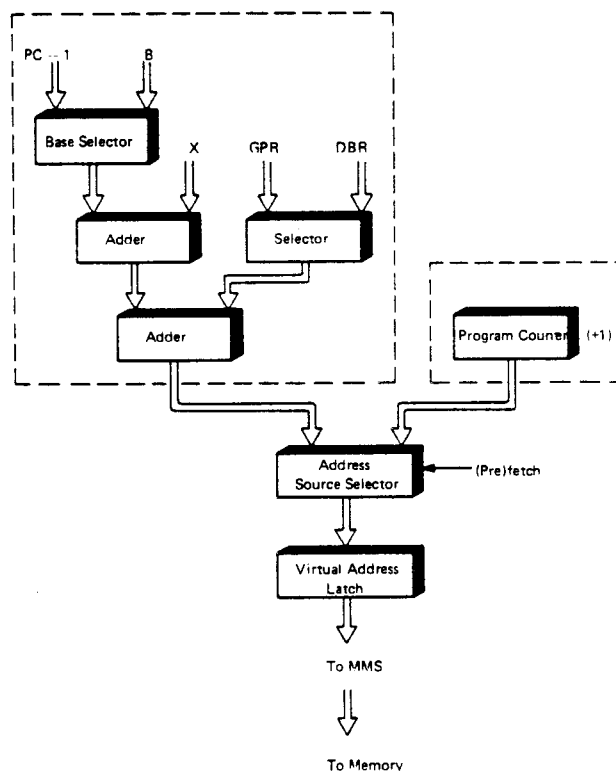 PC - 1
B
Base Selector
X
GPR
DBR
Adder
Selector
Adder
Program Counter (+1)
Address
Source Selector
(Pre)fetch
Virtual Address
Latch
To MMS
To Memory